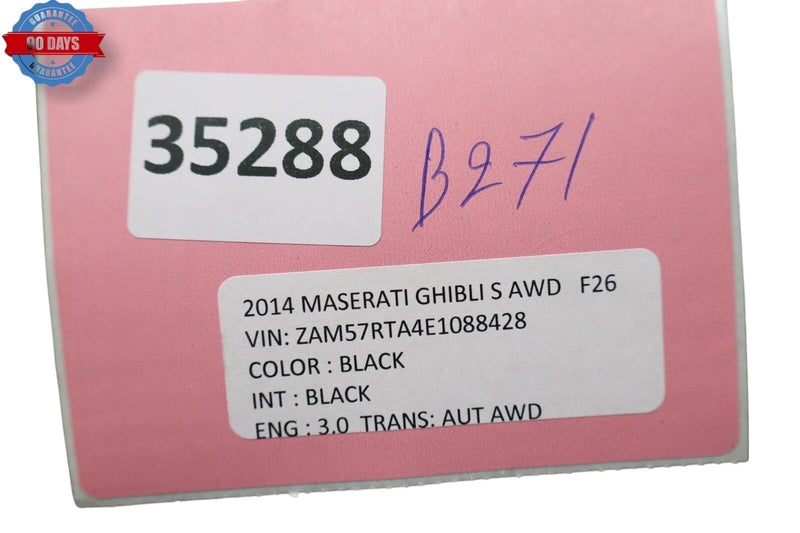 GUARANTEE
90 DAYS
GUARANTEE
35288
B271
2014 MASERATI GHIBLI S AWD F26
VIN: ZAM57RTA4E1088428
COLOR : BLACK
INT : BLACK
ENG : 3.0 TRANS: AUT AWD